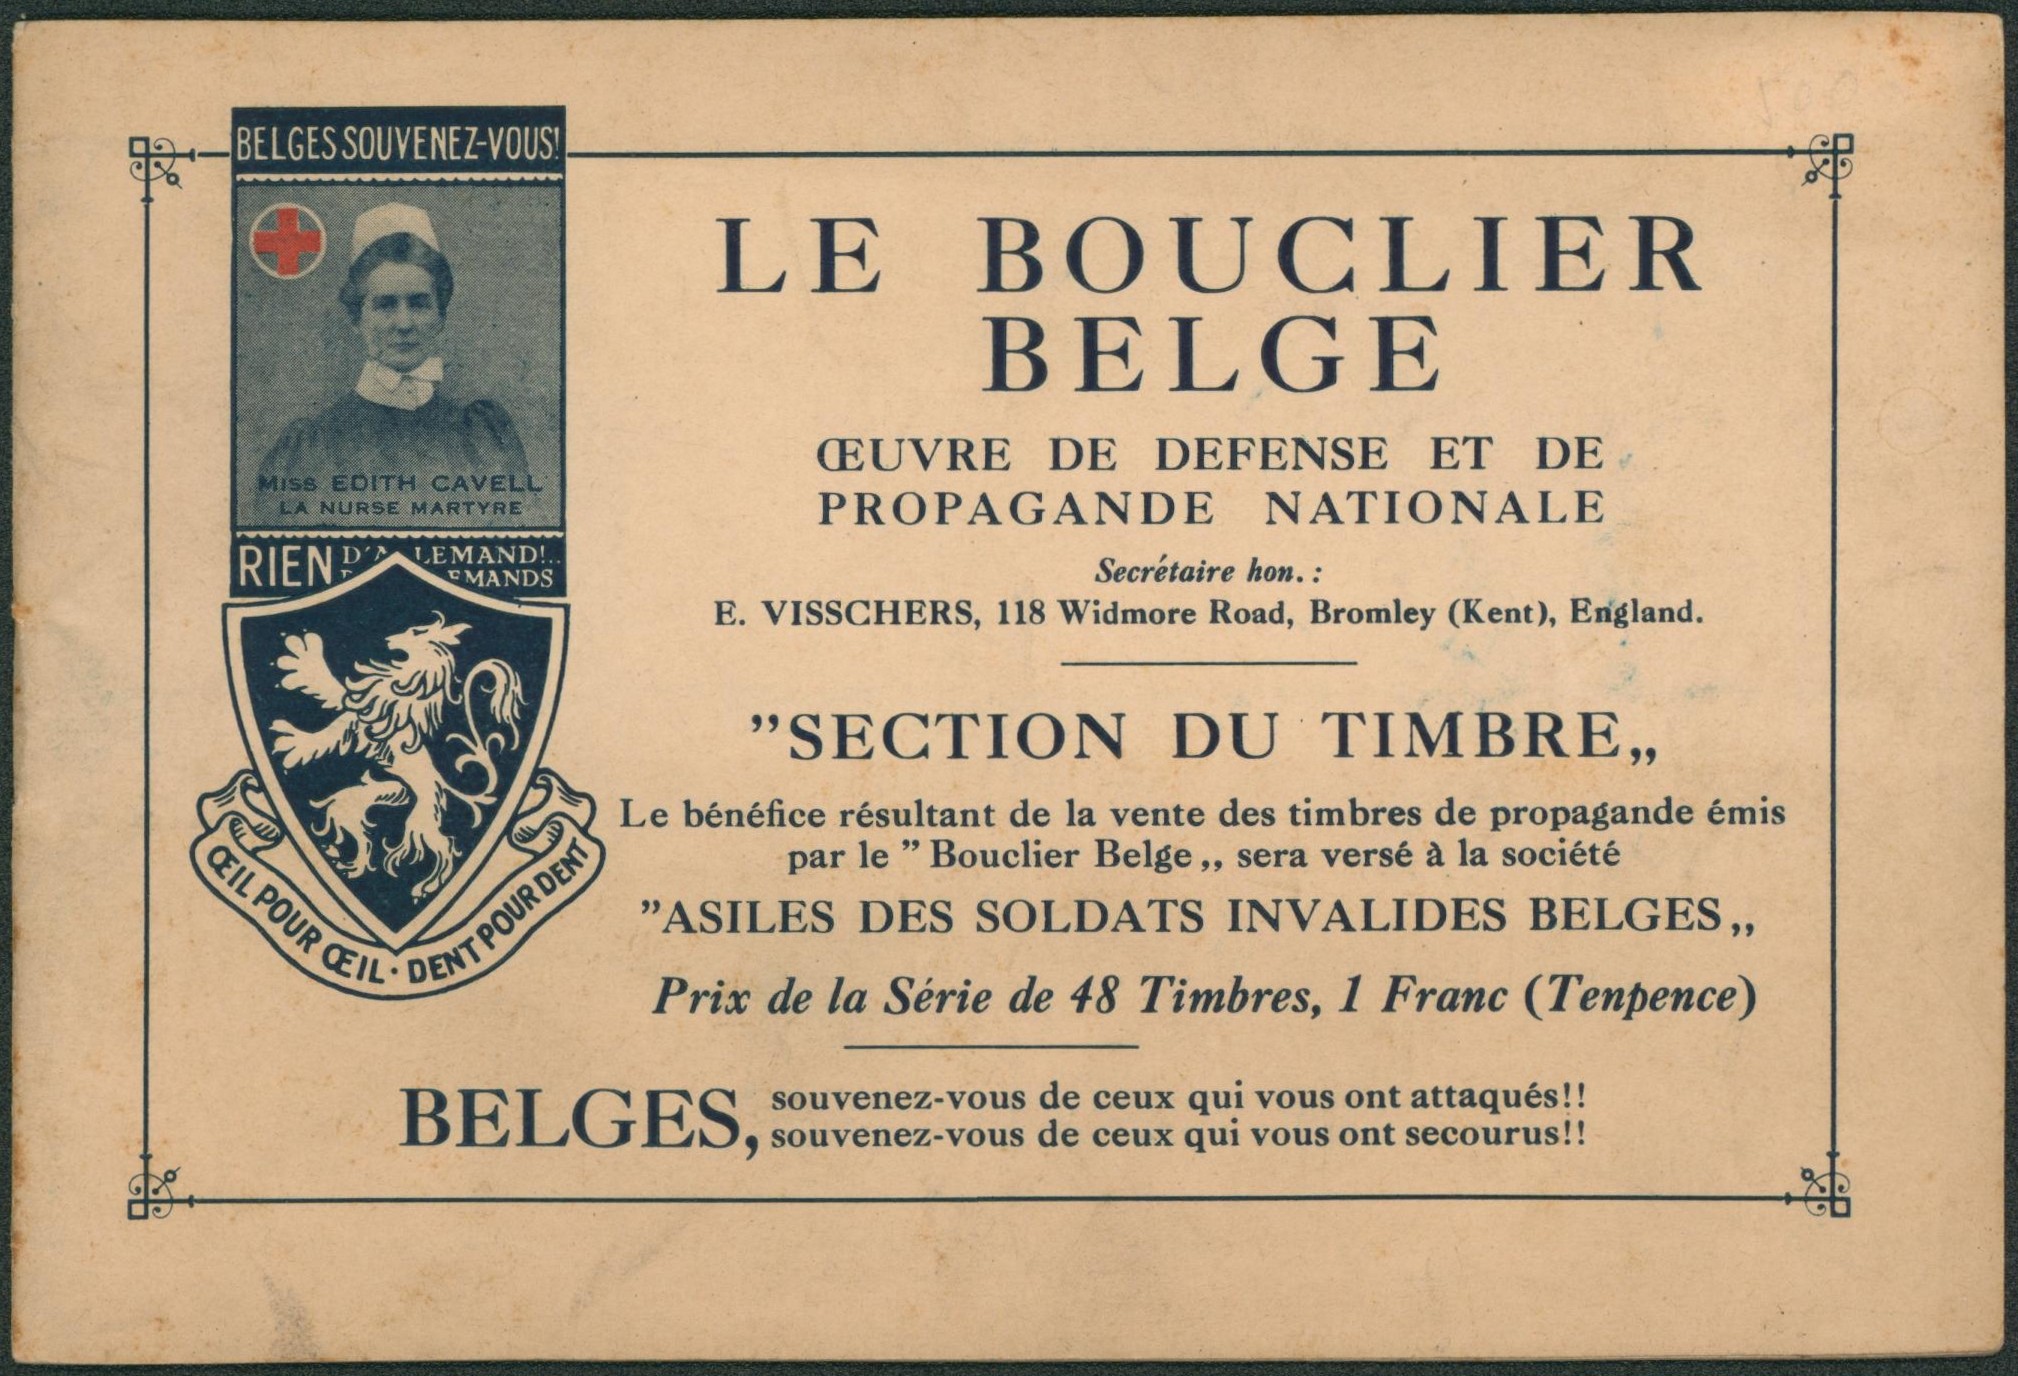 BELGES SOUVENEZ-VOUS!
MISS EDITH CAVELL
LA NURSE MARTYRE
RIEN
ŒIL POUR ŒIL · DENT POUR DENT
LE BOUCLIER
BELGE
ŒUVRE DE DEFENSE ET DE
PROPAGANDE NATIONALE
Secrétaire hon. :
E. VISSCHERS, 118 Widmore Road, Bromley (Kent), England.
”SECTION DU TIMBRE„
Le bénéfice résultant de la vente des timbres de propagande émis
par le ” Bouclier Belge „ sera versé à la société
”ASILES DES SOLDATS INVALIDES BELGES„
Prix de la Série de 48 Timbres, 1 Franc (Tenpence)
BELGES, souvenez-vous de ceux qui vous ont attaqués!!
souvenez-vous de ceux qui vous ont secourus!!